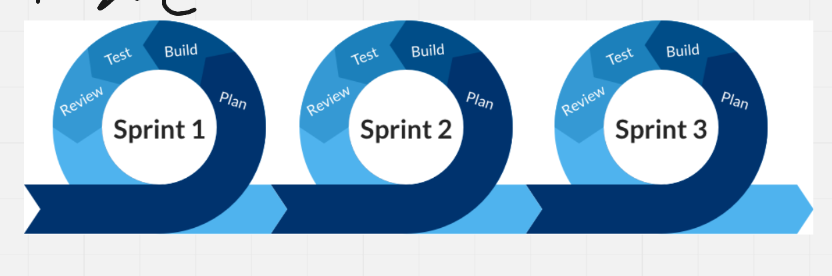 Test Build
Review Plan
Sprint 1
Test Build
Review Plan
Sprint 2
Test Build
Review Plan
Sprint 3